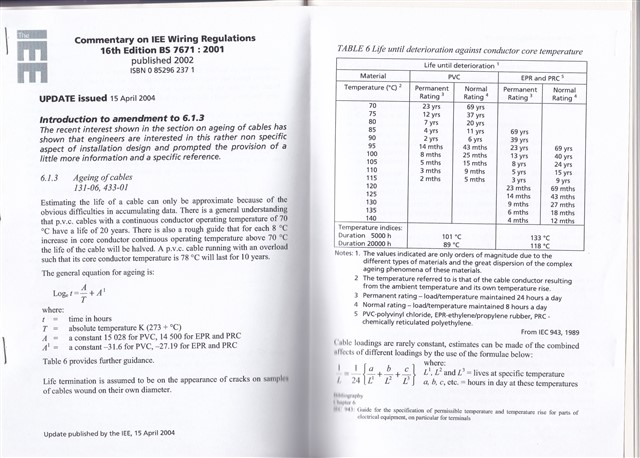 The
IEE
Commentary on IEE Wiring Regulations
16th Edition BS 7671 : 2001
published 2002
ISBN 0 85296 237 1
UPDATE issued 15 April 2004
Introduction to amendment to 6.1.3
The recent interest shown in the section on ageing of cables has
shown that engineers are interested in this rather non specific
aspect of installation design and prompted the provision of a
little more information and a specific reference.
6.1.3 Ageing of cables
131-06, 433-01
Estimating the life of a cable can only be approximate because of the
obvious difficulties in accumulating data. There is a general understanding
that p.v.c. cables with a continuous conductor operating temperature of 70
°C have a life of 20 years. There is also a rough guide that for each 8 °C
increase in core conductor continuous operating temperature above 70 °C
the life of the cable will be halved. A p.v.c. cable running with an overload
such that its core conductor temperature is 78 °C will last for 10 years.
The general equation for ageing is:
Logₑ t = A/T + A¹
where:
t = time in hours
T = absolute temperature K (273 + °C)
A = a constant 15 028 for PVC, 14 500 for EPR and PRC
A¹ = a constant –31.6 for PVC, –27.19 for EPR and PRC
Table 6 provides further guidance.
Life termination is assumed to be on the appearance of cracks on samples
of cables wound on their own diameter.
Update published by the IEE, 15 April 2004
TABLE 6 Life until deterioration against conductor core temperature
Life until deterioration ¹
Material PVC EPR and PRC ⁵
Temperature (°C) ² Permanent Rating ³ Normal Rating ⁴ Permanent Rating ³ Normal Rating ⁴
70 23 yrs 69 yrs
75 12 yrs 37 yrs
80 7 yrs 20 yrs
85 4 yrs 11 yrs 69 yrs
90 2 yrs 6 yrs 39 yrs
95 14 mths 43 mths 23 yrs 69 yrs
100 8 mths 25 mths 13 yrs 40 yrs
105 5 mths 15 mths 8 yrs 24 yrs
110 3 mths 9 mths 5 yrs 15 yrs
115 2 mths 5 mths 3 yrs 9 yrs
120 23 mths 69 mths
125 14 mths 43 mths
130 9 mths 27 mths
135 6 mths 18 mths
140 4 mths 12 mths
Temperature indices:
Duration 5000 h 101 °C 133 °C
Duration 20000 h 89 °C 118 °C
Notes: 1. The values indicated are only orders of magnitude due to the
different types of materials and the great dispersion of the complex
ageing phenomena of these materials.
2 The temperature referred to is that of the cable conductor resulting
from the ambient temperature and its own temperature rise.
3 Permanent rating – load/temperature maintained 24 hours a day
4 Normal rating – load/temperature maintained 8 hours a day
5 PVC-polyvinyl chloride, EPR-ethylene/propylene rubber, PRC -
chemically reticulated polyethylene.
From IEC 943, 1989
Cable loadings are rarely constant, estimates can be made of the combined
affects of different loadings by the use of the formulae below:
1/L = 1/24 { a/L¹ + b/L² + c/L³ }
where:
L¹, L² and L³ = lives at specific temperature
a, b, c, etc. = hours in day at these temperatures
Bibliography
Chapter 6
IEC 943: Guide for the specification of permissible temperature and temperature rise for parts of
electrical equipment, on particular for terminals